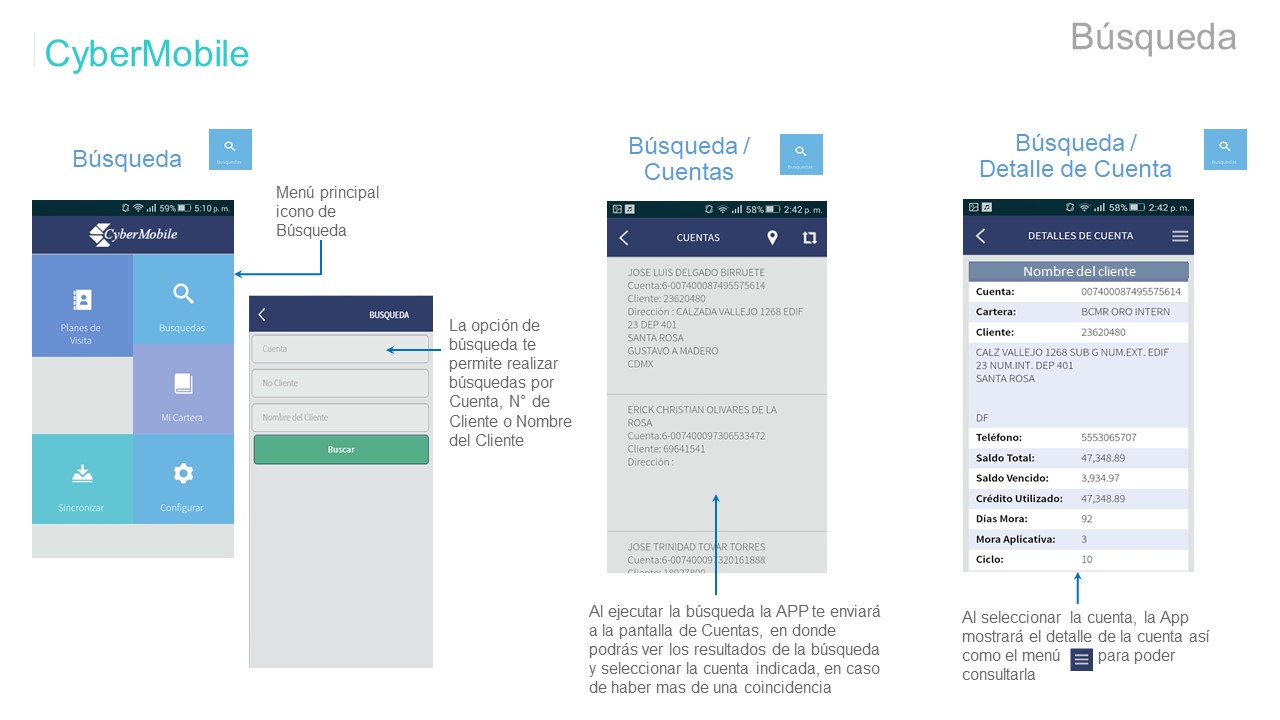 CyberMobile
Búsqueda
Búsqueda
Busquedas
Menú principal
icono de
Búsqueda
59% 5:10 p. m.
CyberMobile
Planes de
Visita
Busquedas
Mi Cartera
Sincronizar
Configurar
BUSQUEDA
Cuenta
No Cliente
Nombre del Cliente
Buscar
La opción de
búsqueda te
permite realizar
búsquedas por
Cuenta, N° de
Cliente o Nombre
del Cliente
Búsqueda /
Cuentas
Busquedas
58% 2:42 p. m.
CUENTAS
JOSE LUIS DELGADO BIRRUETE
Cuenta:6-007400087495575614
Cliente: 23620480
Dirección : CALZADA VALLEJO 1268 EDIF
23 DEP 401
SANTA ROSA
GUSTAVO A MADERO
CDMX
ERICK CHRISTIAN OLIVARES DE LA
ROSA
Cuenta:6-007400097306533472
Cliente: 69641541
Dirección :
JOSE TRINIDAD TOVAR TORRES
Cuenta:6-007400097320161888
Cliente: 18927800
Al ejecutar la búsqueda la APP te enviará
a la pantalla de Cuentas, en donde
podrás ver los resultados de la búsqueda
y seleccionar la cuenta indicada, en caso
de haber mas de una coincidencia
Búsqueda /
Detalle de Cuenta
Busquedas
58% 2:42 p. m.
DETALLES DE CUENTA
Nombre del cliente
Cuenta: 007400087495575614
Cartera: BCMR ORO INTERN
Cliente: 23620480
CALZ VALLEJO 1268 SUB G NUM.EXT. EDIF
23 NUM.INT. DEP 401
SANTA ROSA
DF
Teléfono: 5553065707
Saldo Total: 47,348.89
Saldo Vencido: 3,934.97
Crédito Utilizado: 47,348.89
Días Mora: 92
Mora Aplicativa: 3
Ciclo: 10
Al seleccionar la cuenta, la App
mostrará el detalle de la cuenta así
como el menú para poder
consultarla